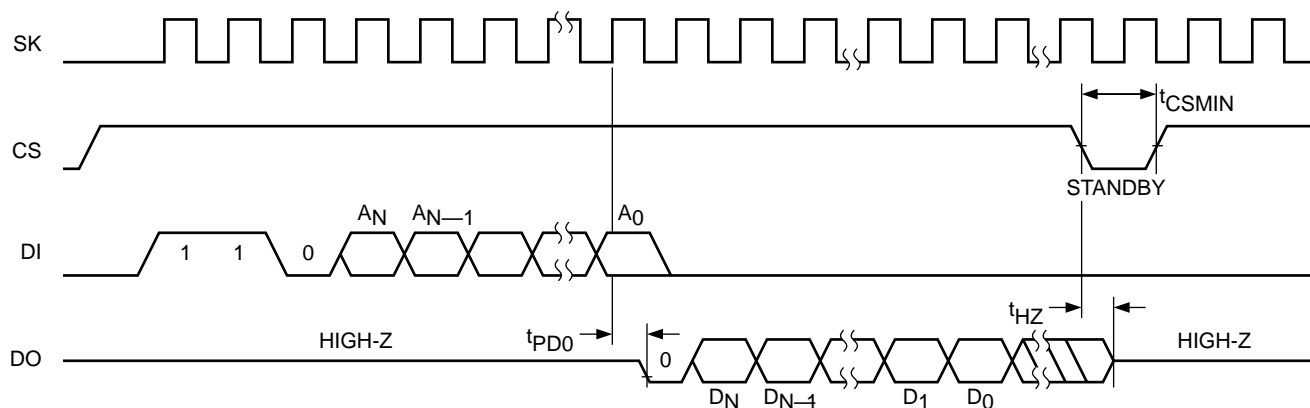 SK
tCSMIN
CS
STANDBY
AN AN—1 A0
DI 1 1 0
tHZ
tPD0
HIGH-Z 0 HIGH-Z
DO
DN DN—1 D1 D0